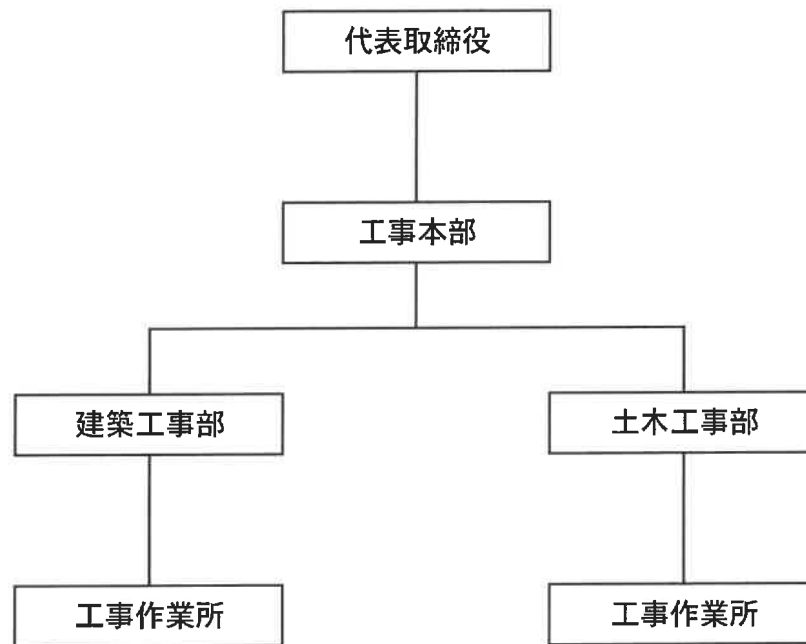 代表取締役
工事本部
建築工事部
土木工事部
工事作業所
工事作業所